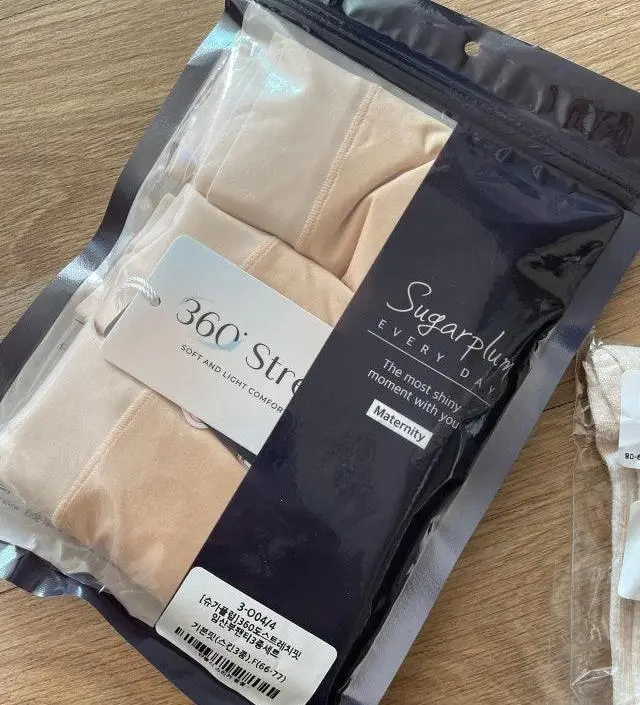 Sugarplum
EVERY DAY
The most shiny
moment with you
Maternity
360° Stre
SOFT AND LIGHT COMFOR
3-004/4
[슈가플럼]360도스트레치핏
임산부팬티3종세트
기본핏(스킨3종),F(66-77)